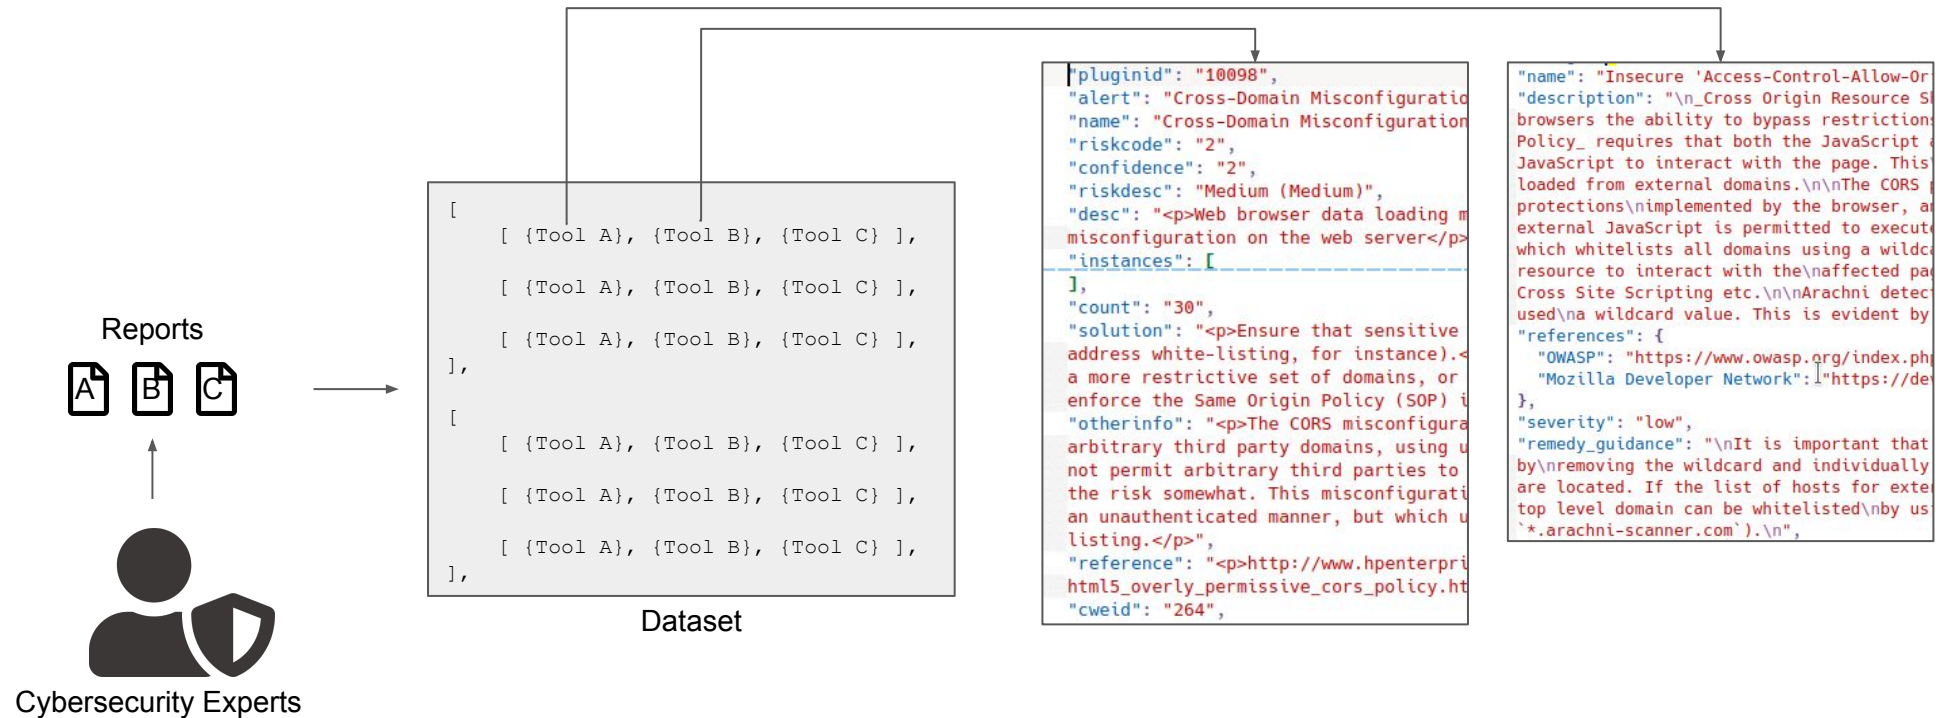 Reports
A B C
Cybersecurity Experts
[
[ {Tool A}, {Tool B}, {Tool C} ],
[ {Tool A}, {Tool B}, {Tool C} ],
[ {Tool A}, {Tool B}, {Tool C} ],
],
[
[ {Tool A}, {Tool B}, {Tool C} ],
[ {Tool A}, {Tool B}, {Tool C} ],
[ {Tool A}, {Tool B}, {Tool C} ],
],
Dataset
"pluginid": "10098",
"alert": "Cross-Domain Misconfiguratio
"name": "Cross-Domain Misconfiguration
"riskcode": "2",
"confidence": "2",
"riskdesc": "Medium (Medium)",
"desc": "<p>Web browser data loading m
misconfiguration on the web server</p>
"instances": [
],
"count": "30",
"solution": "<p>Ensure that sensitive
address white-listing, for instance).<
a more restrictive set of domains, or
enforce the Same Origin Policy (SOP) i
"otherinfo": "<p>The CORS misconfigura
arbitrary third party domains, using u
not permit arbitrary third parties to
the risk somewhat. This misconfigurati
an unauthenticated manner, but which u
listing.</p>",
"reference": "<p>http://www.hpenterpri
html5_overly_permissive_cors_policy.ht
"cweid": "264",
"name": "Insecure 'Access-Control-Allow-Or
"description": "\n_Cross Origin Resource S
browsers the ability to bypass restrictions
Policy_ requires that both the JavaScript a
JavaScript to interact with the page. This
loaded from external domains.\n\nThe CORS p
protections\nimplemented by the browser, an
external JavaScript is permitted to execute
which whitelists all domains using a wildca
resource to interact with the\naffected pag
Cross Site Scripting etc.\n\nArachni detect
used\na wildcard value. This is evident by
"references": {
"OWASP": "https://www.owasp.org/index.php
"Mozilla Developer Network": "https://dev
},
"severity": "low",
"remedy_guidance": "\nIt is important that
by\nremoving the wildcard and individually
are located. If the list of hosts for exte
top level domain can be whitelisted\nby us
`*.arachni-scanner.com`).\n",